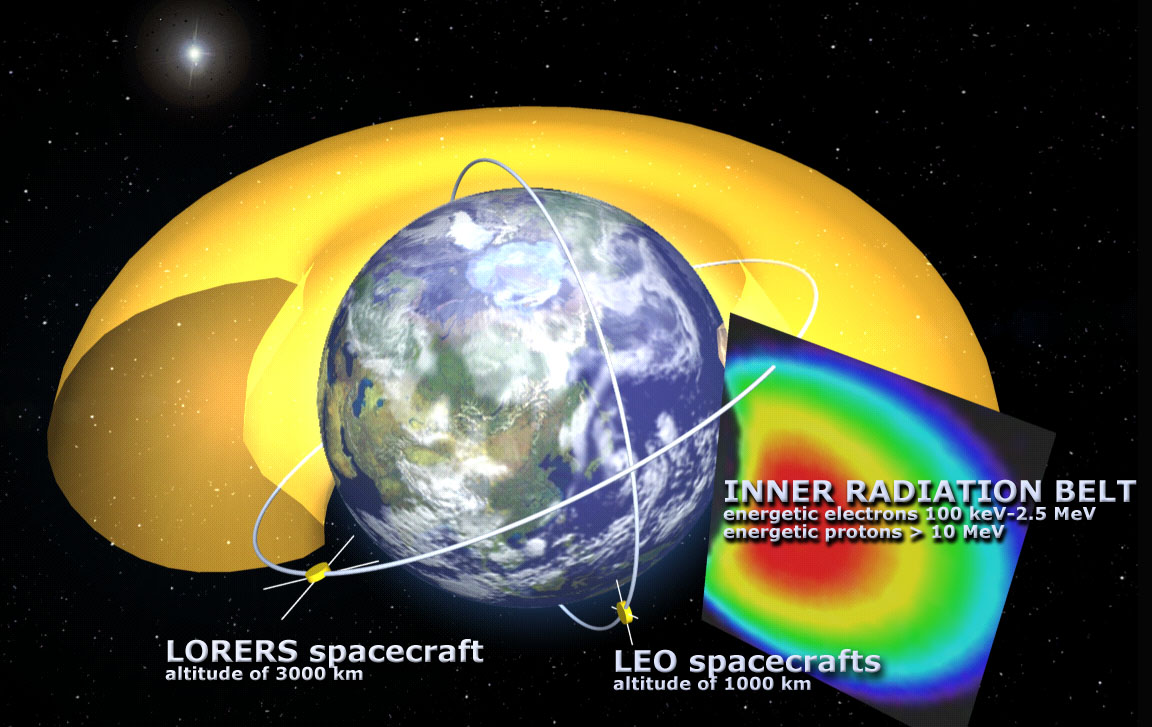 INNER RADIATION BELT
energetic electrons 100 keV-2.5 MeV
energetic protons > 10 MeV
LORERS spacecraft
altitude of 3000 km
LEO spacecrafts
altitude of 1000 km